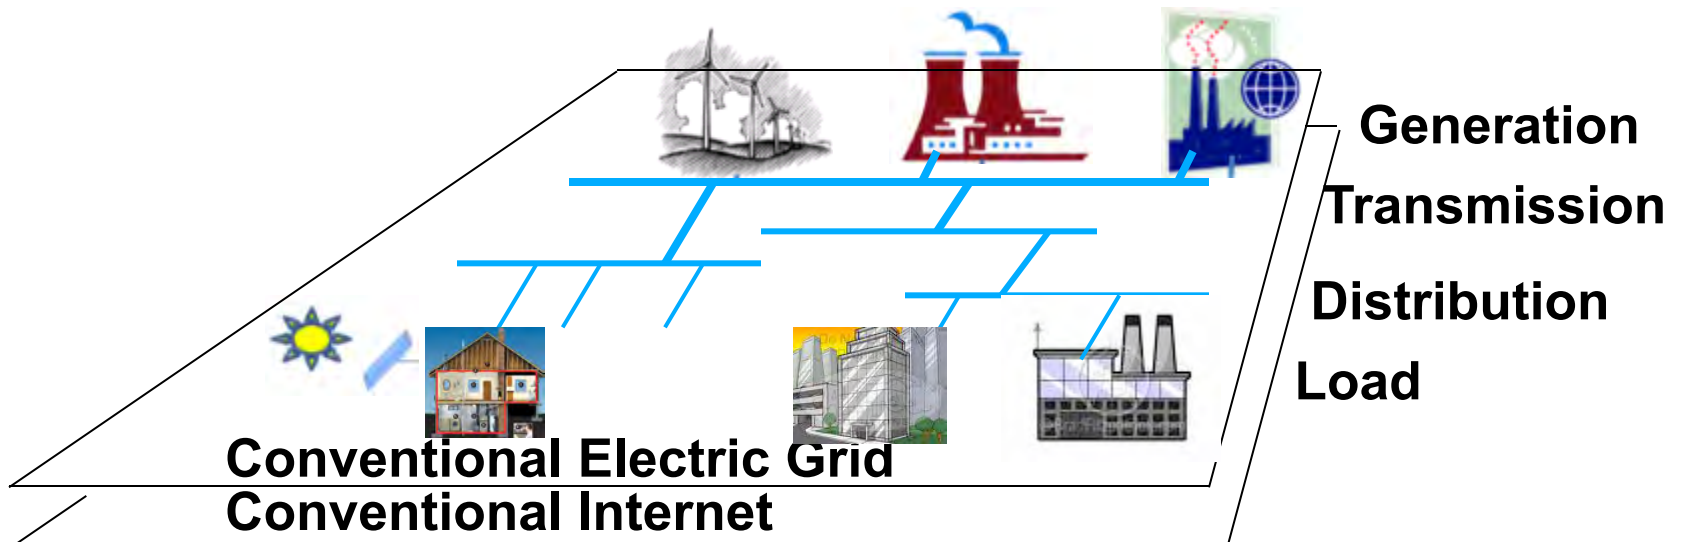 Generation
Transmission
Distribution
Load
Conventional Electric Grid
Conventional Internet